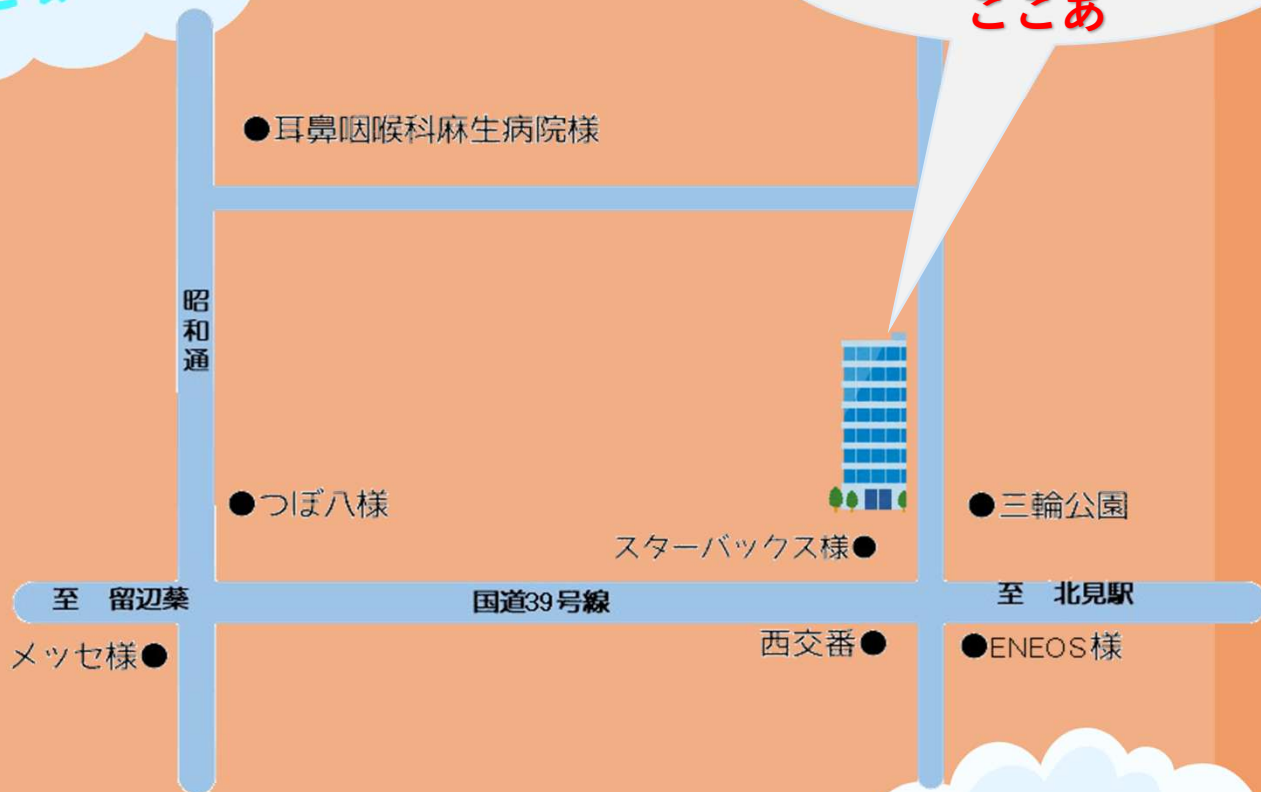 ここあ
●耳鼻咽喉科麻生病院様
昭和通
●つぼ八様
●三輪公園
スターバックス様●
至 留辺蘂
国道39号線
至 北見駅
メッセ様●
西交番●
●ENEOS様